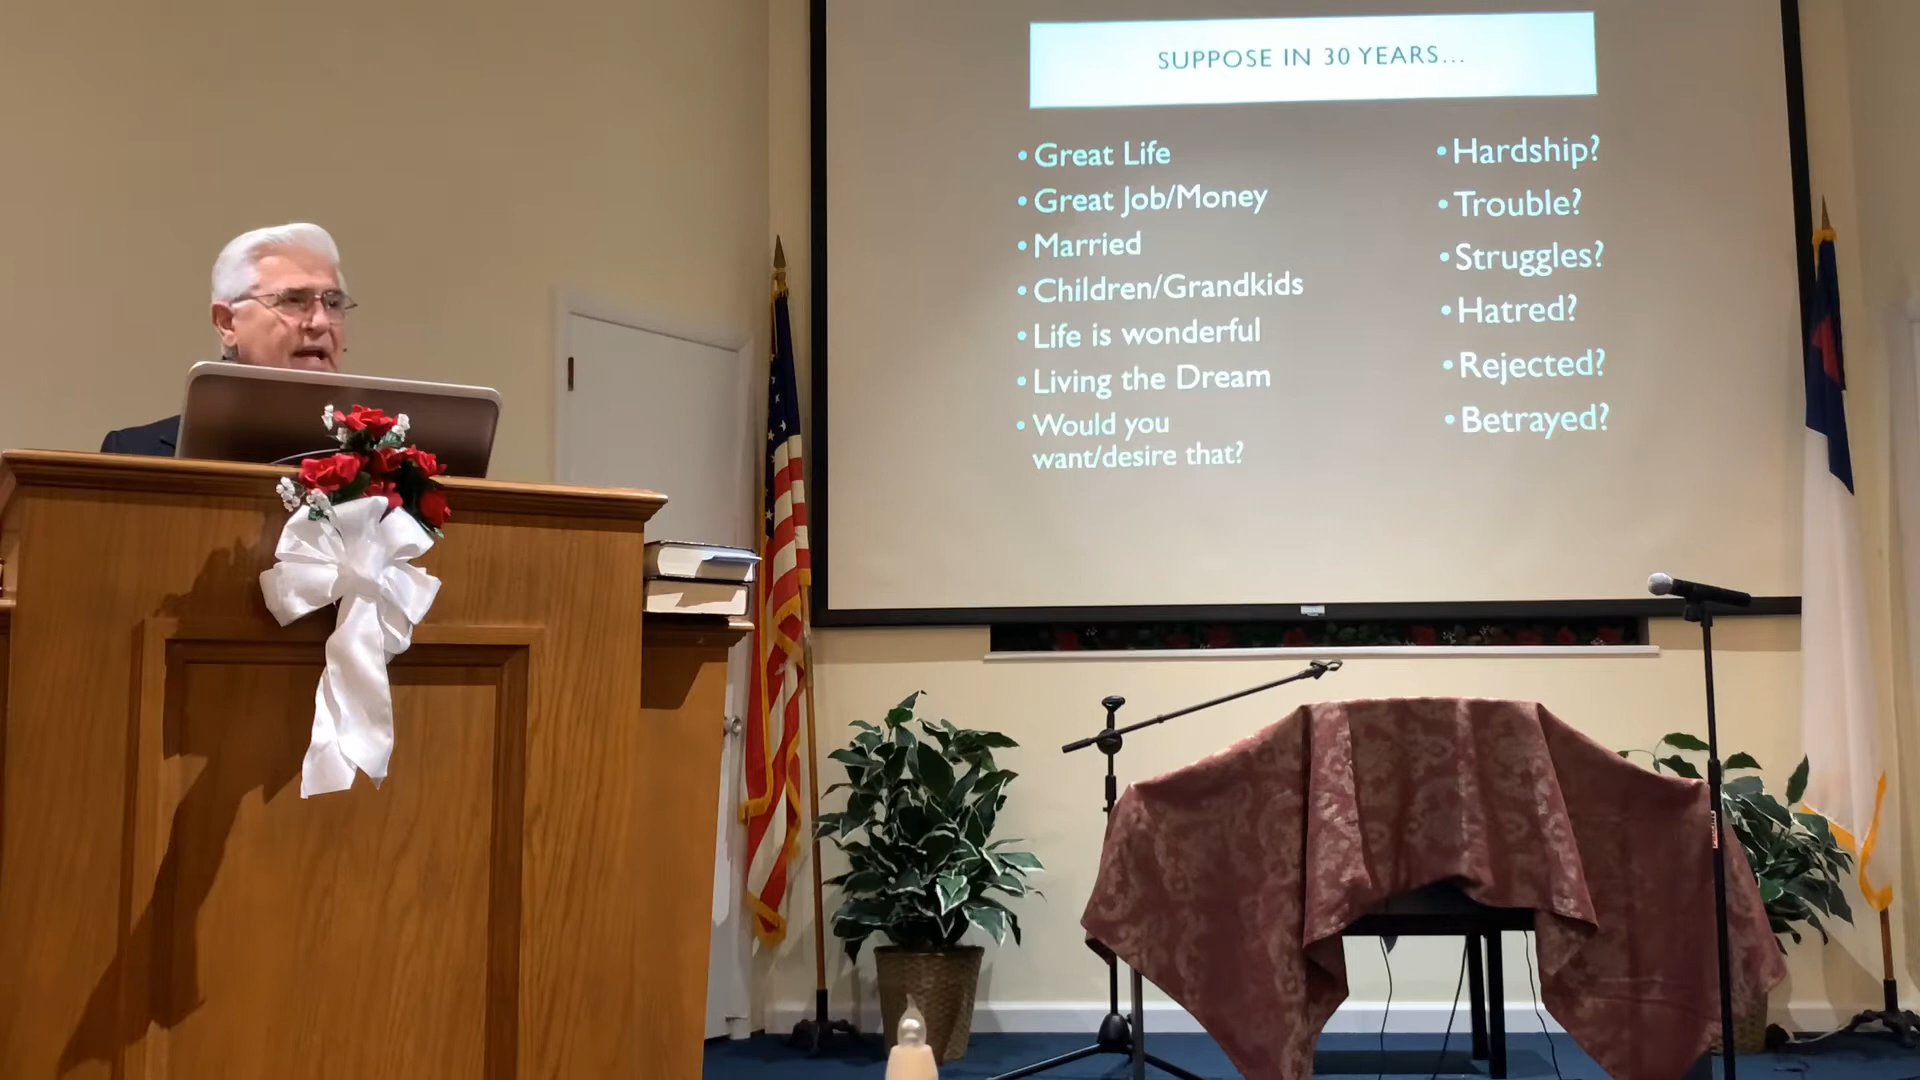 SUPPOSE IN 30 YEARS...
• Great Life
• Great Job/Money
• Married
• Children/Grandkids
• Life is wonderful
• Living the Dream
• Would you
want/desire that?
• Hardship?
• Trouble?
• Struggles?
• Hatred?
• Rejected?
• Betrayed?